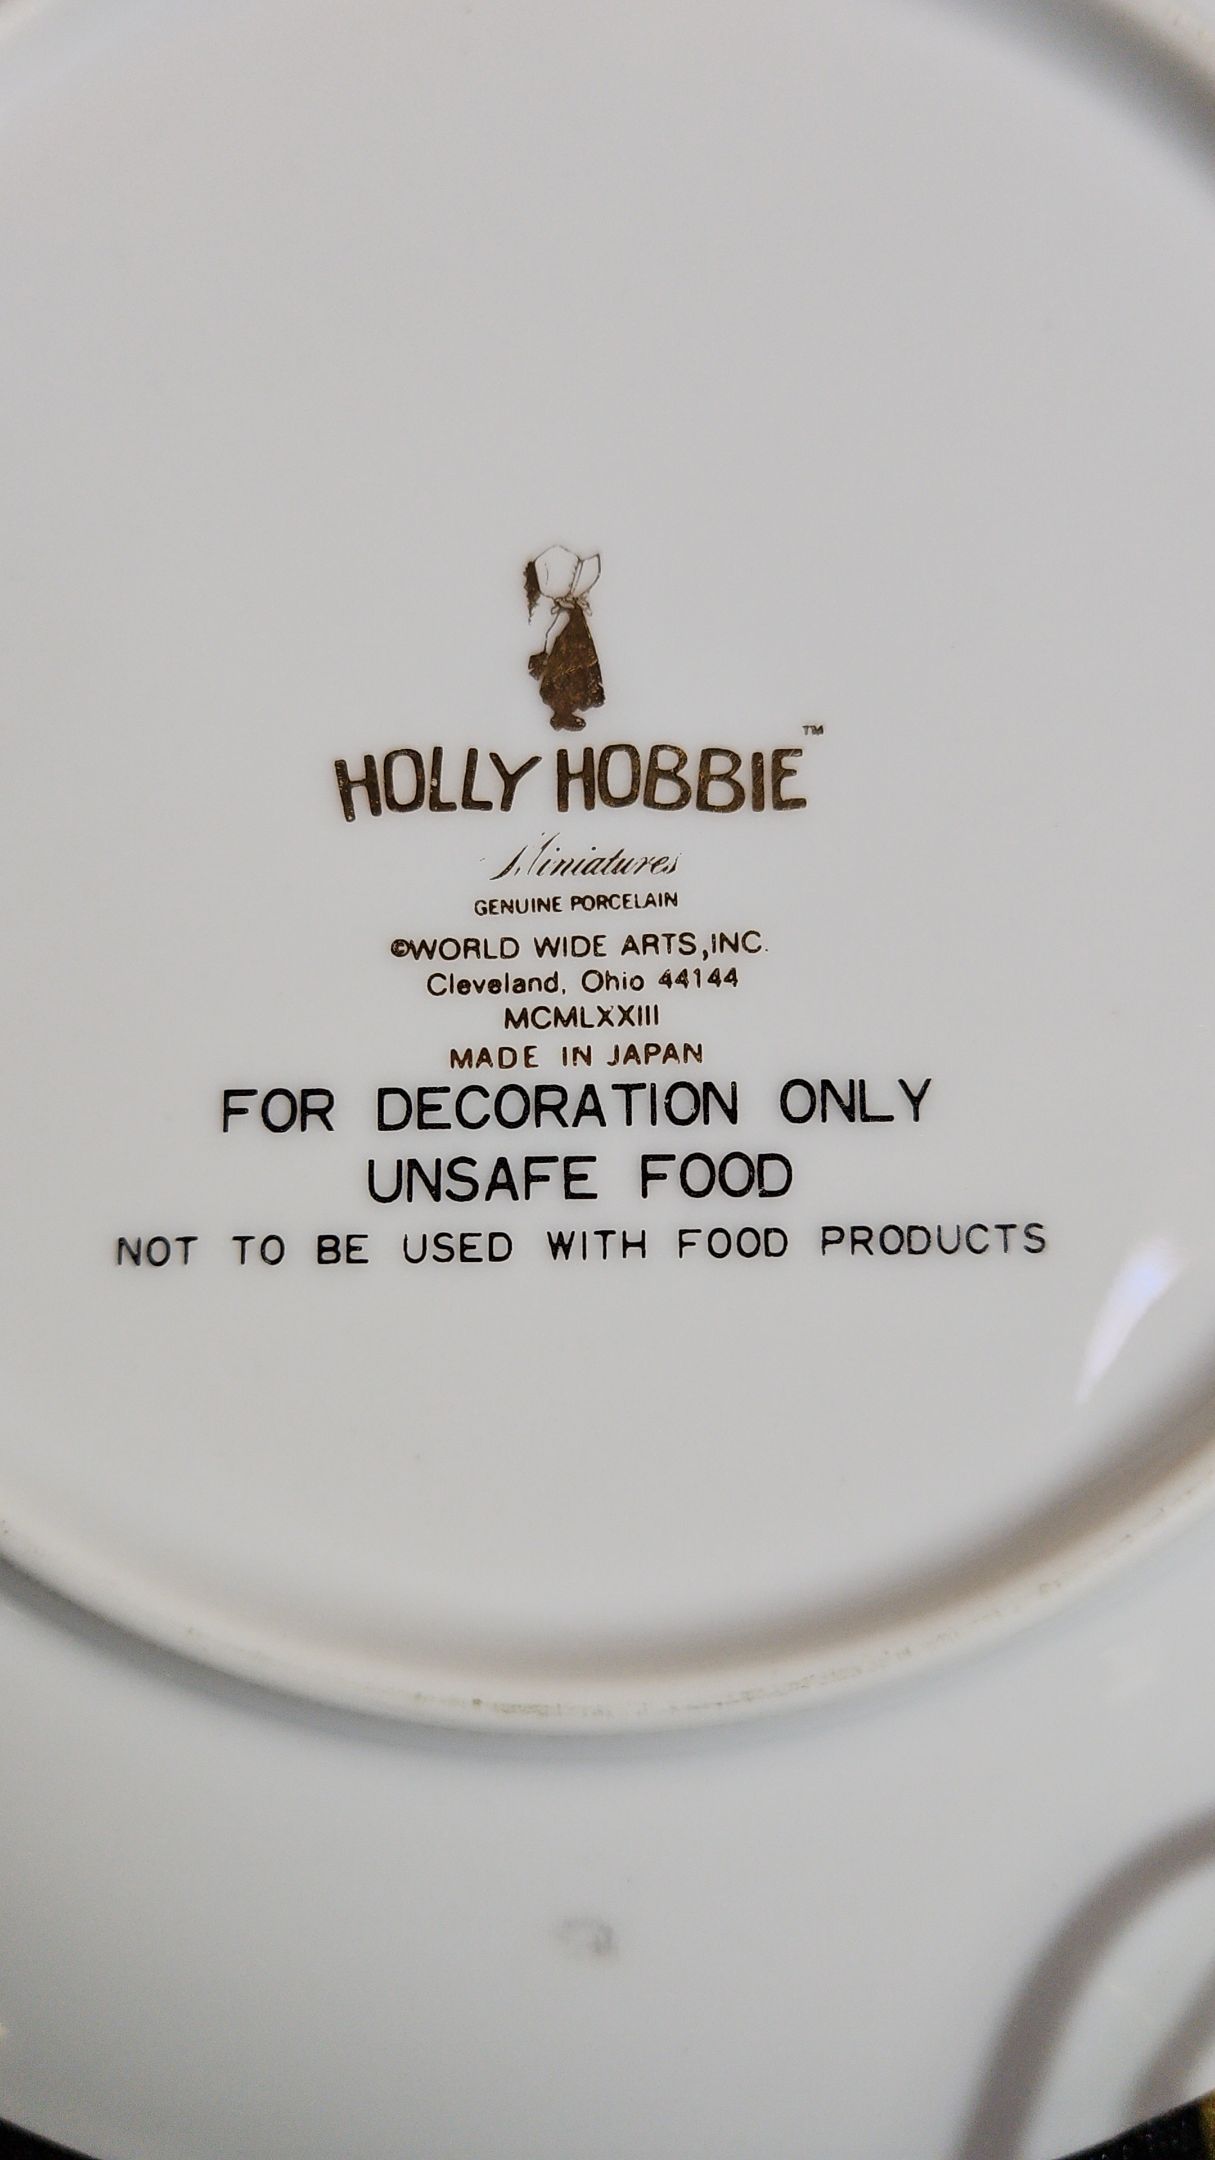 HOLLY HOBBIE™
Miniatures
GENUINE PORCELAIN
©WORLD WIDE ARTS,INC.
Cleveland, Ohio 44144
MCMLXXIII
MADE IN JAPAN
FOR DECORATION ONLY
UNSAFE FOOD
NOT TO BE USED WITH FOOD PRODUCTS